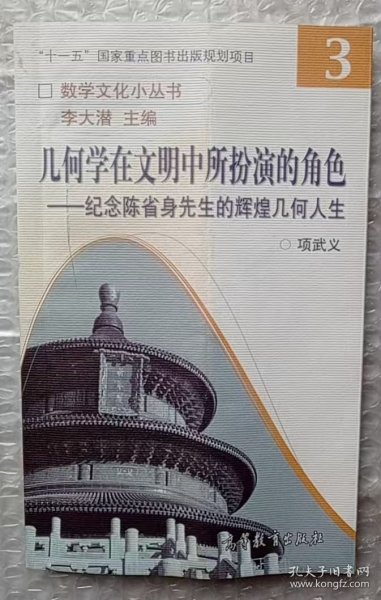 "十一五"国家重点图书出版规划项目
3
□ 数学文化小丛书
李大潜 主编
几何学在文明中所扮演的角色
——纪念陈省身先生的辉煌几何人生
○ 项武义
高等教育出版社
孔夫子旧书网
www.kongfz.com